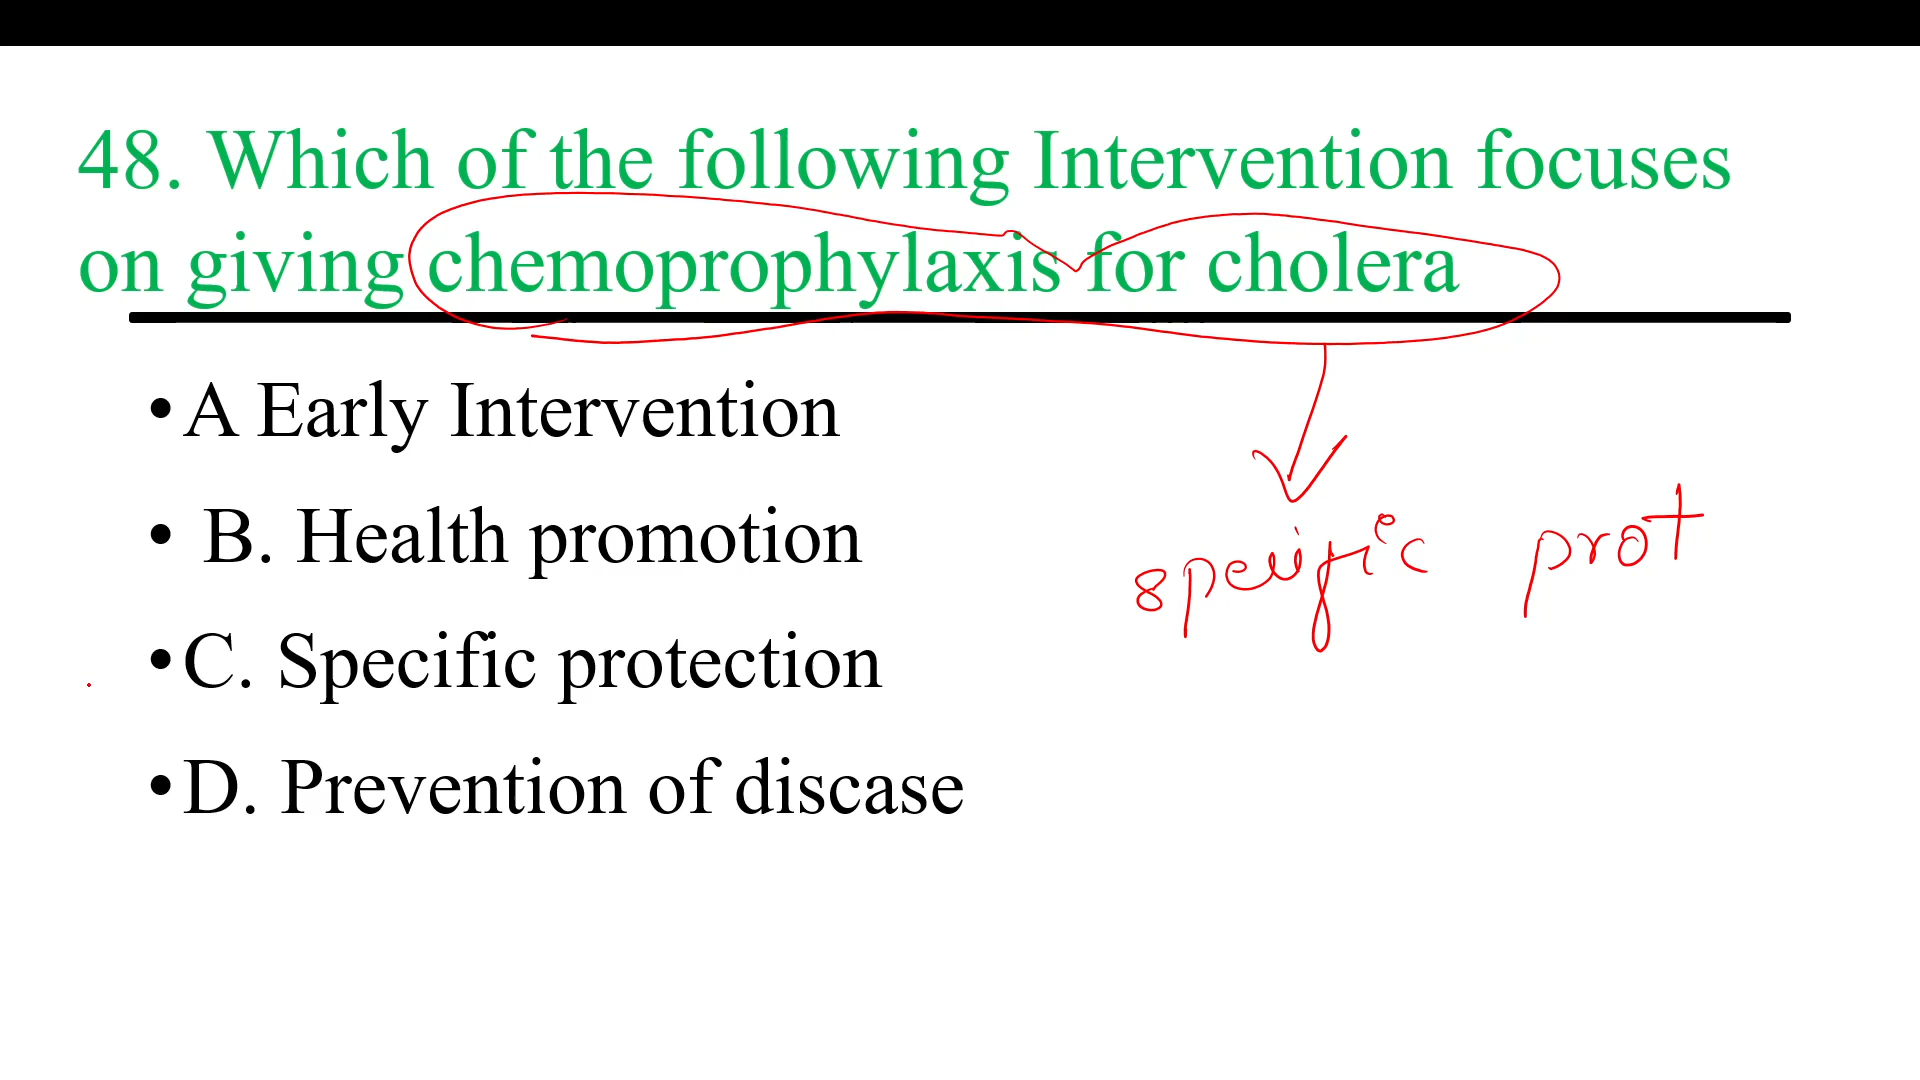 48. Which of the following Intervention focuses
on giving chemoprophylaxis for cholera
•A Early Intervention
• B. Health promotion
•C. Specific protection
•D. Prevention of discase
specific prot